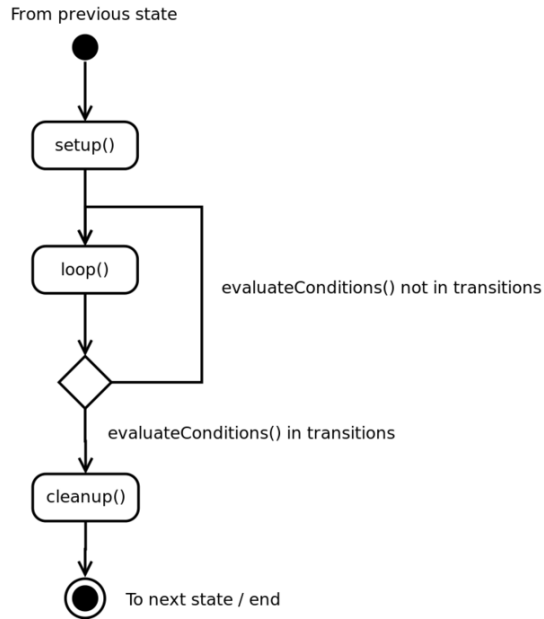 From previous state
setup()
loop()
evaluateConditions() not in transitions
evaluateConditions() in transitions
cleanup()
To next state / end